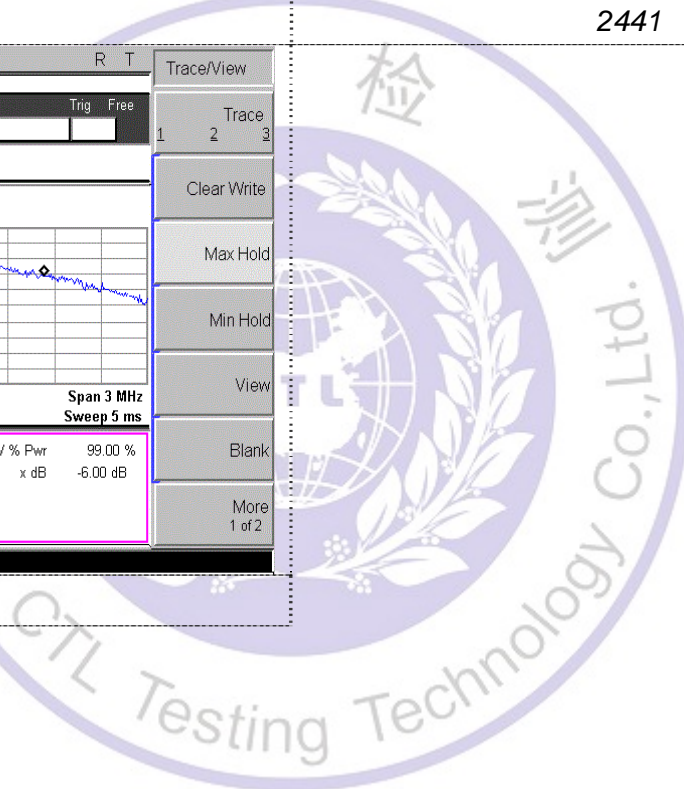 2441
R T
Trace/View
Trig Free
Trace
1 2 3
Clear Write
Max Hold
Min Hold
View
Span 3 MHz
Sweep 5 ms
% Pwr 99.00 %
x dB -6.00 dB
Blank
More
1 of 2
检测
CTL Testing Technology Co.,Ltd.